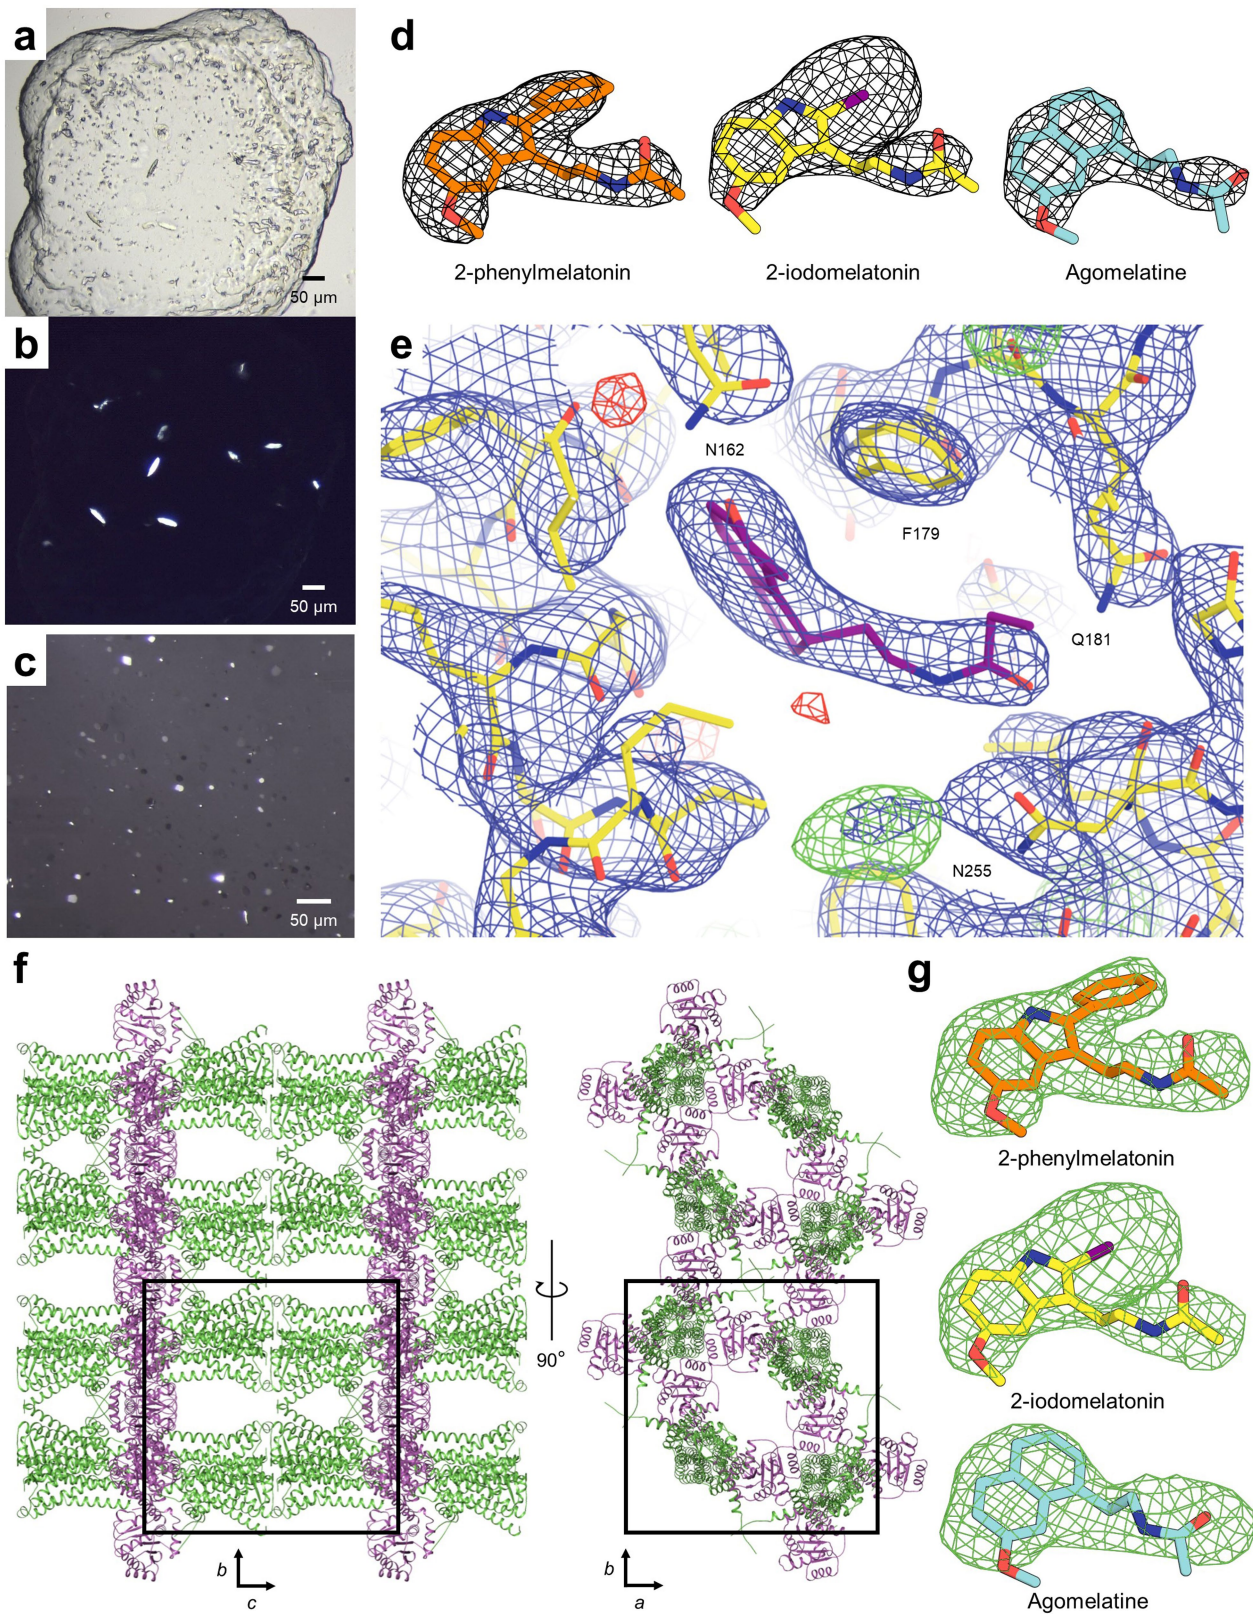 a
50 µm
b
50 µm
c
50 µm
d
2-phenylmelatonin
2-iodomelatonin
Agomelatine
e
N162
F179
Q181
N255
f
90°
b
c
b
a
g
2-phenylmelatonin
2-iodomelatonin
Agomelatine